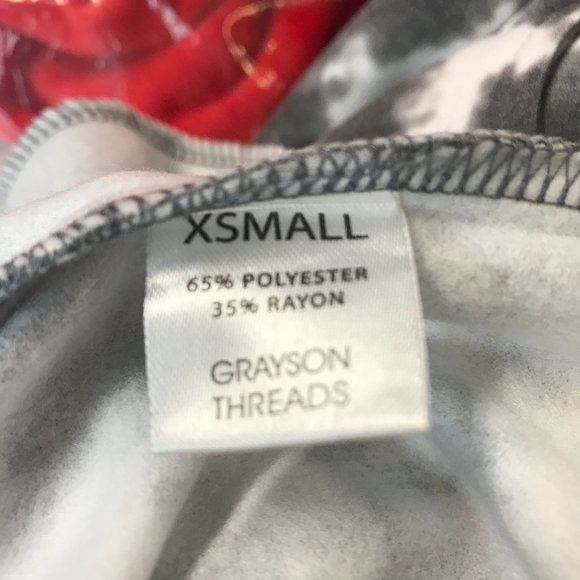 XSMALL
65% POLYESTER
35% RAYON
GRAYSON
THREADS